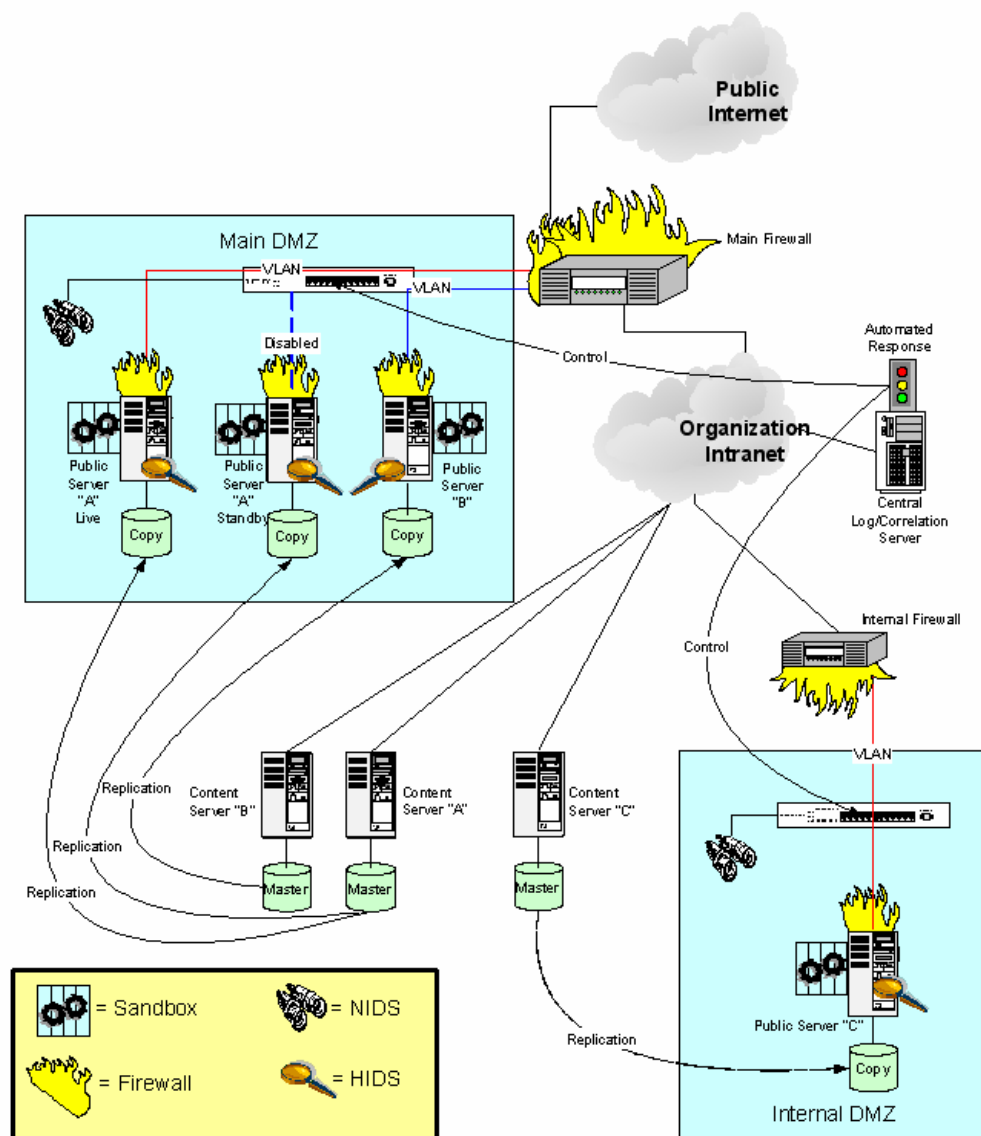 Public
Internet
Main DMZ
Main Firewall
VLAN
VLAN
Disabled
Control
Automated
Response
Organization
Intranet
Public
Server
"A"
Live
Public
Server
"A"
Standby
Public
Server
"B"
Central
Log/Correlation
Server
Copy
Copy
Copy
Internal Firewall
Control
VLAN
Replication
Content
Server "B"
Content
Server "A"
Content
Server "C"
Replication
Replication
Master
Master
Master
= Sandbox
= NIDS
= Firewall
= HIDS
Replication
Public Server "C"
Copy
Internal DMZ